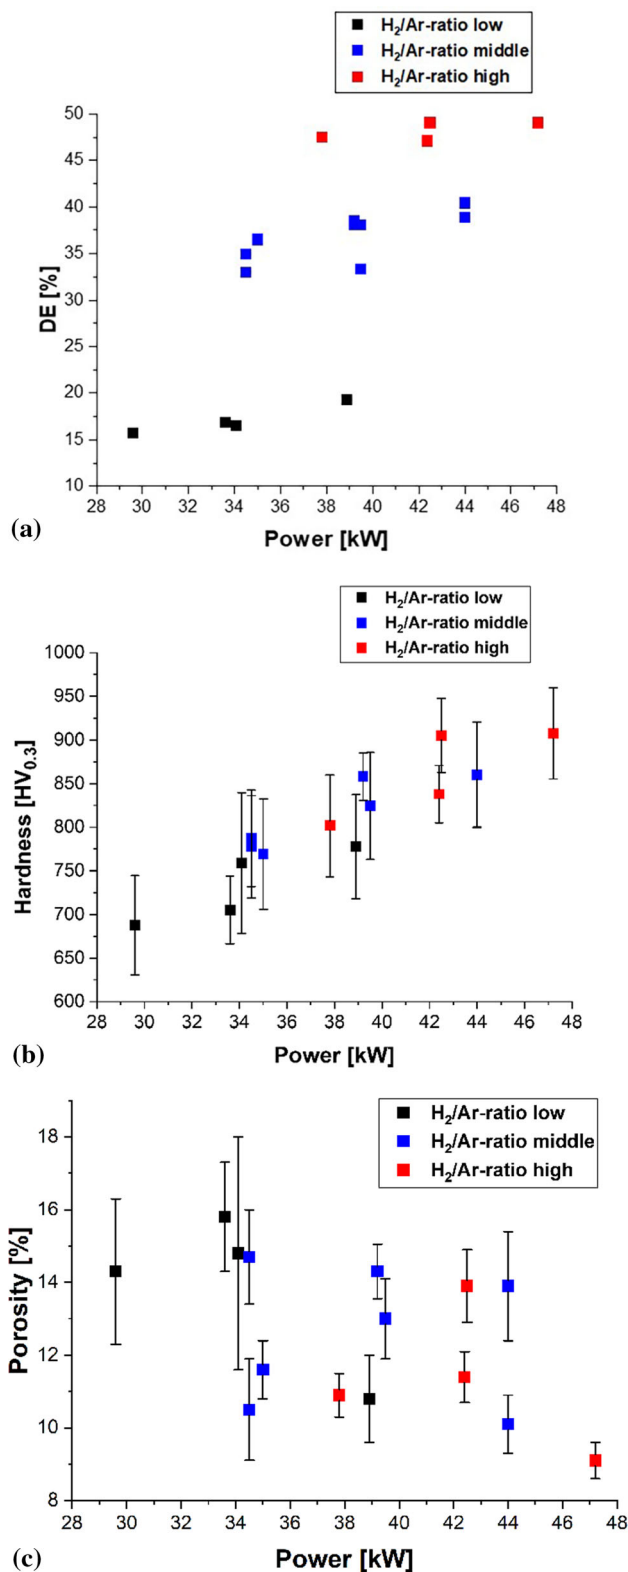 H₂/Ar-ratio low
H₂/Ar-ratio middle
H₂/Ar-ratio high
50
45
40
35
30
25
20
15
10
DE [%]
28 30 32 34 36 38 40 42 44 46 48
(a)
Power [kW]
H₂/Ar-ratio low
H₂/Ar-ratio middle
H₂/Ar-ratio high
1000
950
900
850
800
750
700
650
600
Hardness [HV₀.₃]
28 30 32 34 36 38 40 42 44 46 48
(b)
Power [kW]
H₂/Ar-ratio low
H₂/Ar-ratio middle
H₂/Ar-ratio high
18
16
14
12
10
8
Porosity [%]
28 30 32 34 36 38 40 42 44 46 48
(c)
Power [kW]